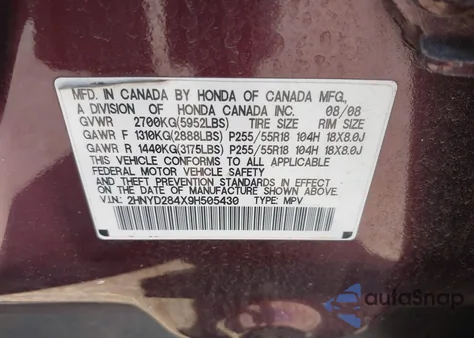 MFD. IN CANADA BY HONDA OF CANADA MFG.,
A DIVISION OF HONDA CANADA INC. 08/08
GVWR 2700KG(5952LBS) TIRE SIZE RIM SIZE
GAWR F 1310KG(2888LBS) P255/55R18 104H 18X8.0J
GAWR R 1440KG(3175LBS) P255/55R18 104H 18X8.0J
THIS VEHICLE CONFORMS TO ALL APPLICABLE
FEDERAL MOTOR VEHICLE SAFETY AND
THEFT PREVENTION STANDARDS IN EFFECT ON
THE DATE OF MANUFACTURE SHOWN ABOVE.
V.I.N.: 2HNYD284X9H505430 TYPE: MPV
autoSnap